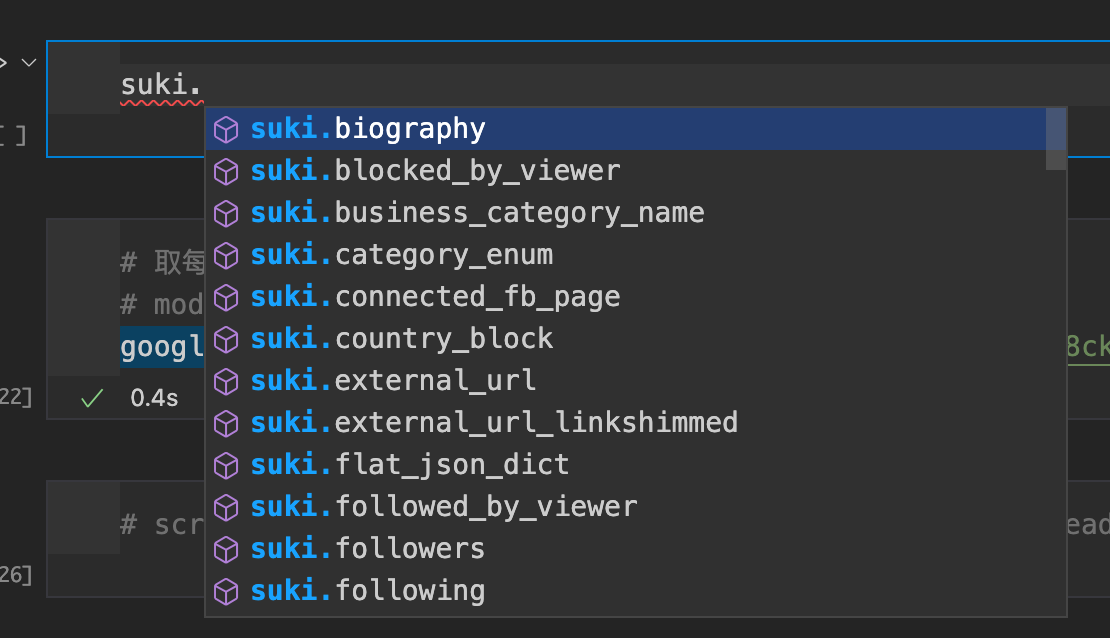 suki.
[ ]
suki.biography
suki.blocked_by_viewer
suki.business_category_name
suki.category_enum
suki.connected_fb_page
suki.country_block
suki.external_url
suki.external_url_linkshimmed
suki.flat_json_dict
suki.followed_by_viewer
suki.followers
suki.following
# 取每
# mod
googl
8ck
22]
0.4s
# scr
ead
26]